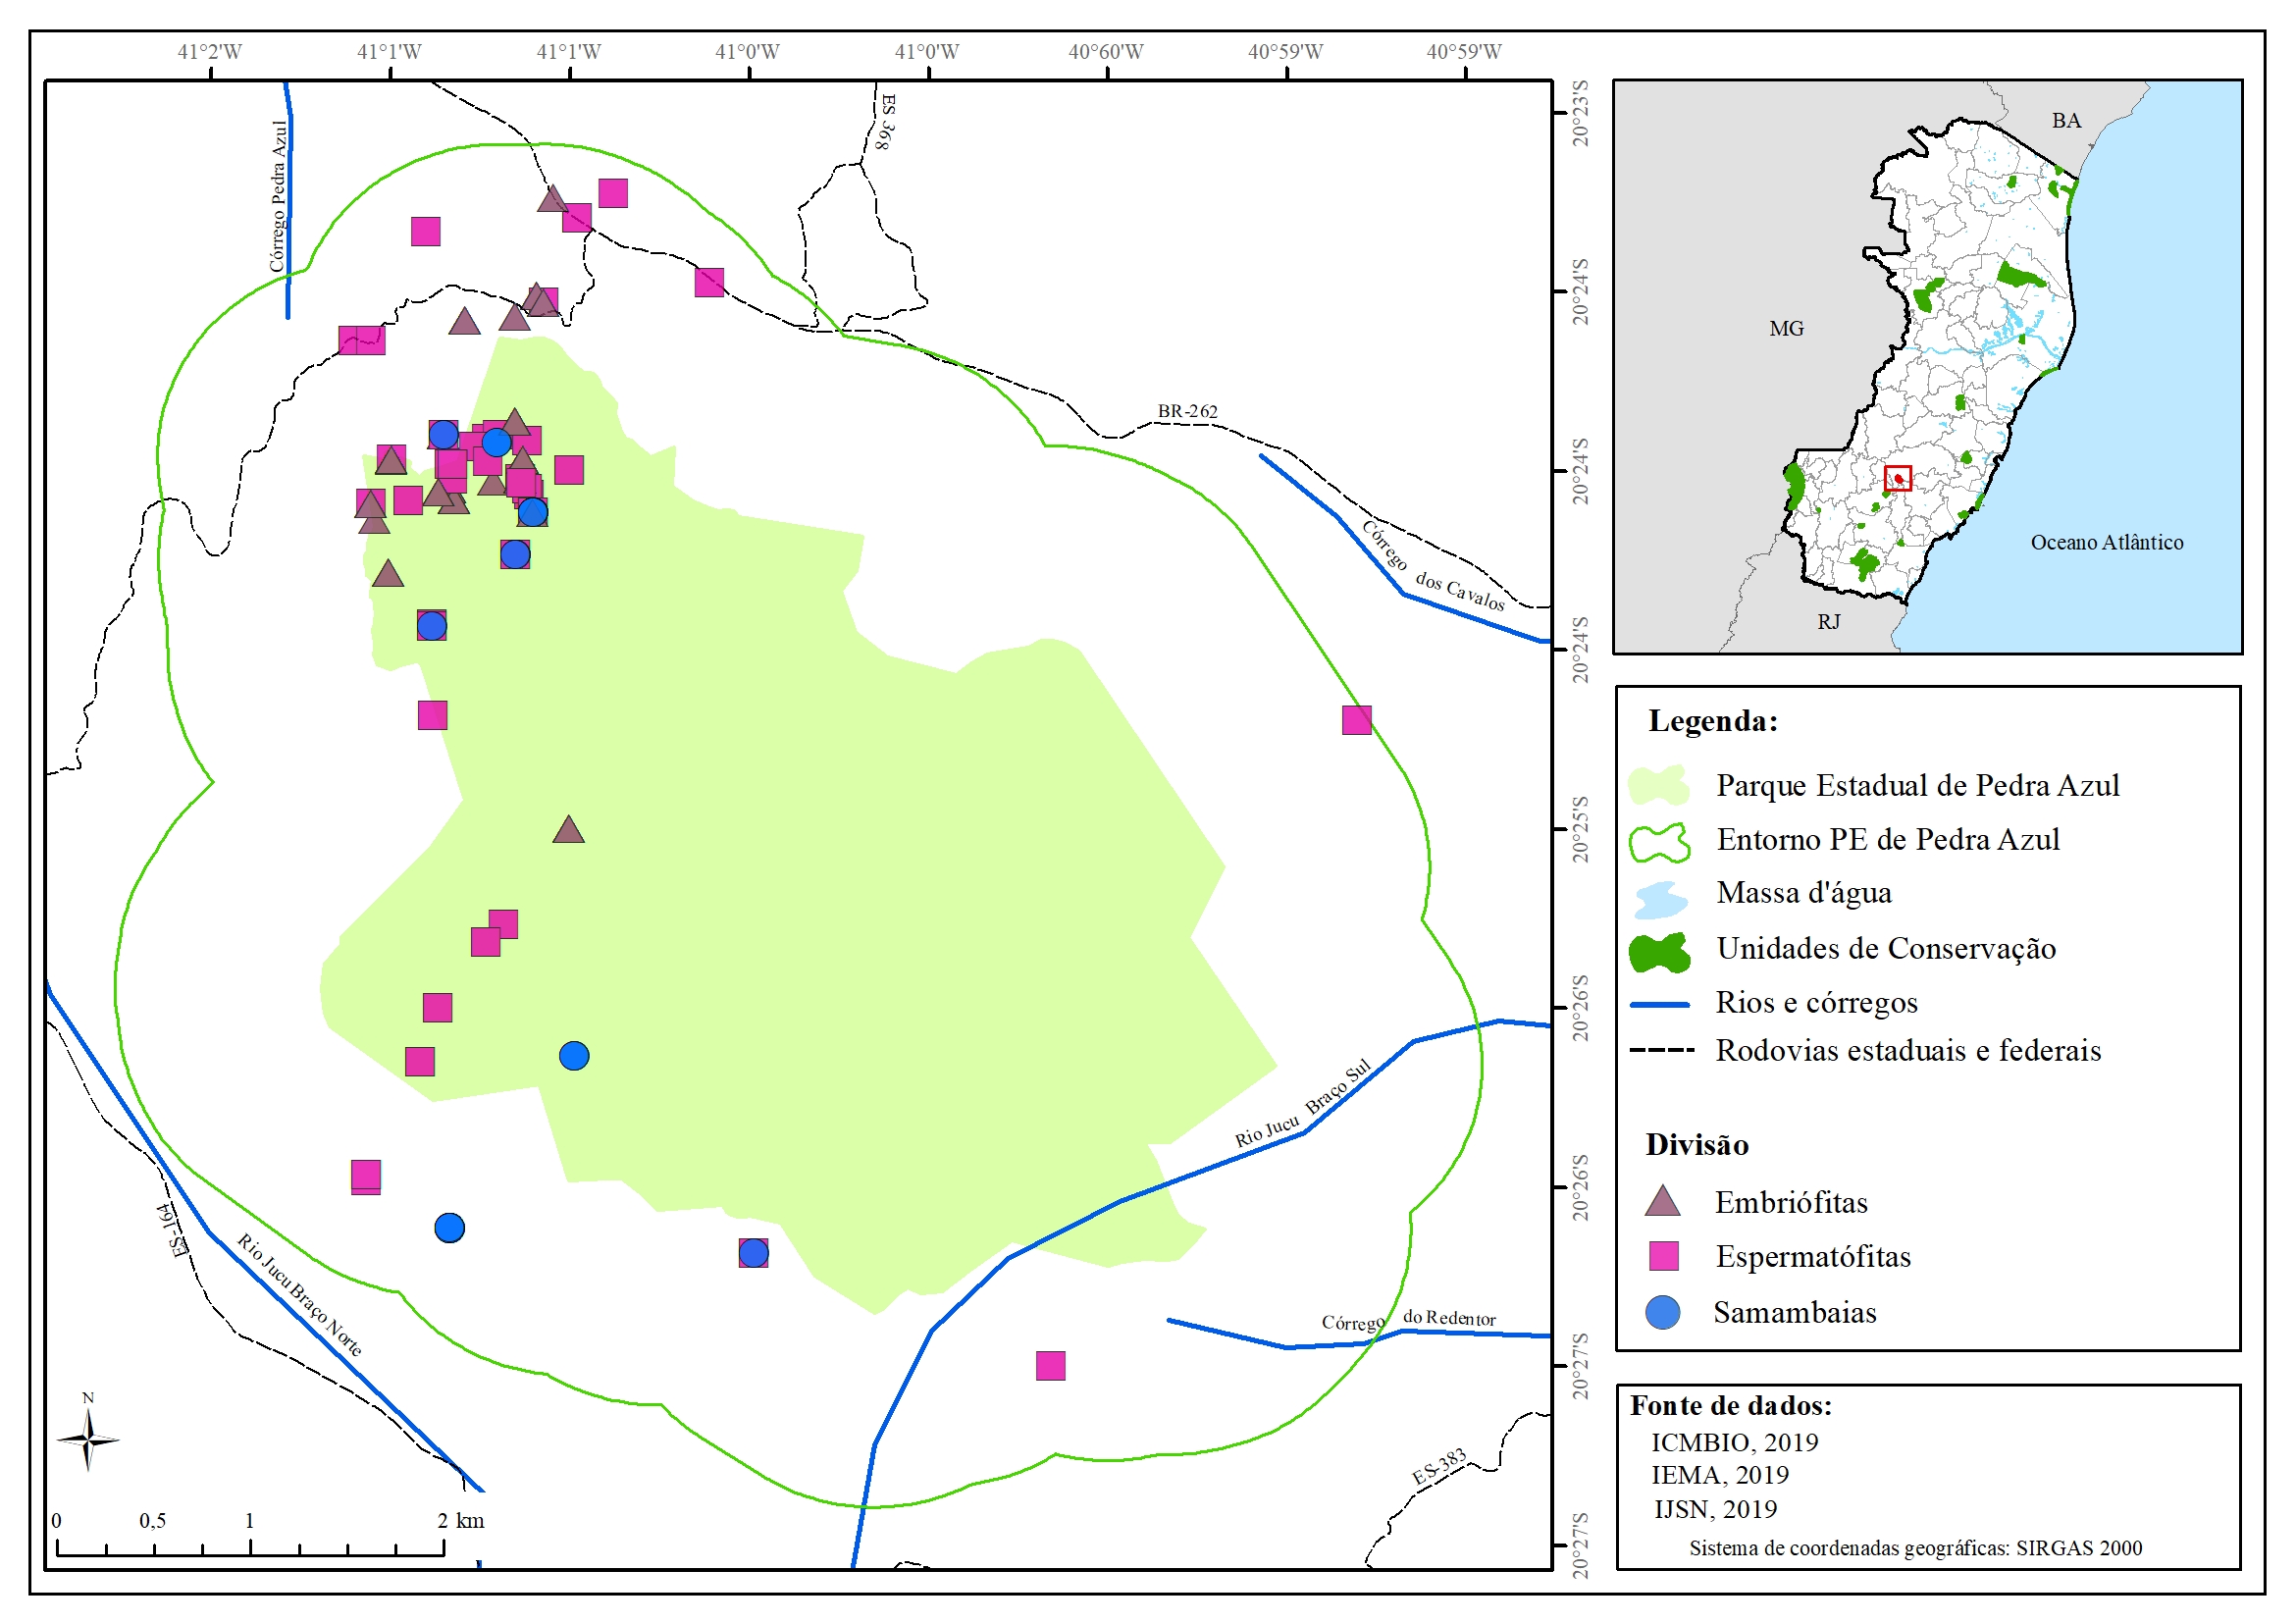 41°2'W 41°1'W 41°1'W 41°0'W 41°0'W 40°60'W 40°59'W 40°59'W
20°23'S
20°24'S
20°24'S
20°24'S
20°25'S
20°26'S
20°26'S
20°27'S
20°27'S
Córrego Pedra Azul
ES 368
BR-262
Córrego dos Cavalos
Rio Jucu Braço Sul
ES-164
Rio Jucu Braço Norte
Córrego do Redentor
ES-383
N
0 0,5 1 2 km
BA
MG
Oceano Atlântico
RJ
Legenda:
Parque Estadual de Pedra Azul
Entorno PE de Pedra Azul
Massa d'água
Unidades de Conservação
Rios e córregos
Rodovias estaduais e federais
Divisão
Embriófitas
Espermatófitas
Samambaias
Fonte de dados:
ICMBIO, 2019
IEMA, 2019
IJSN, 2019
Sistema de coordenadas geográficas: SIRGAS 2000